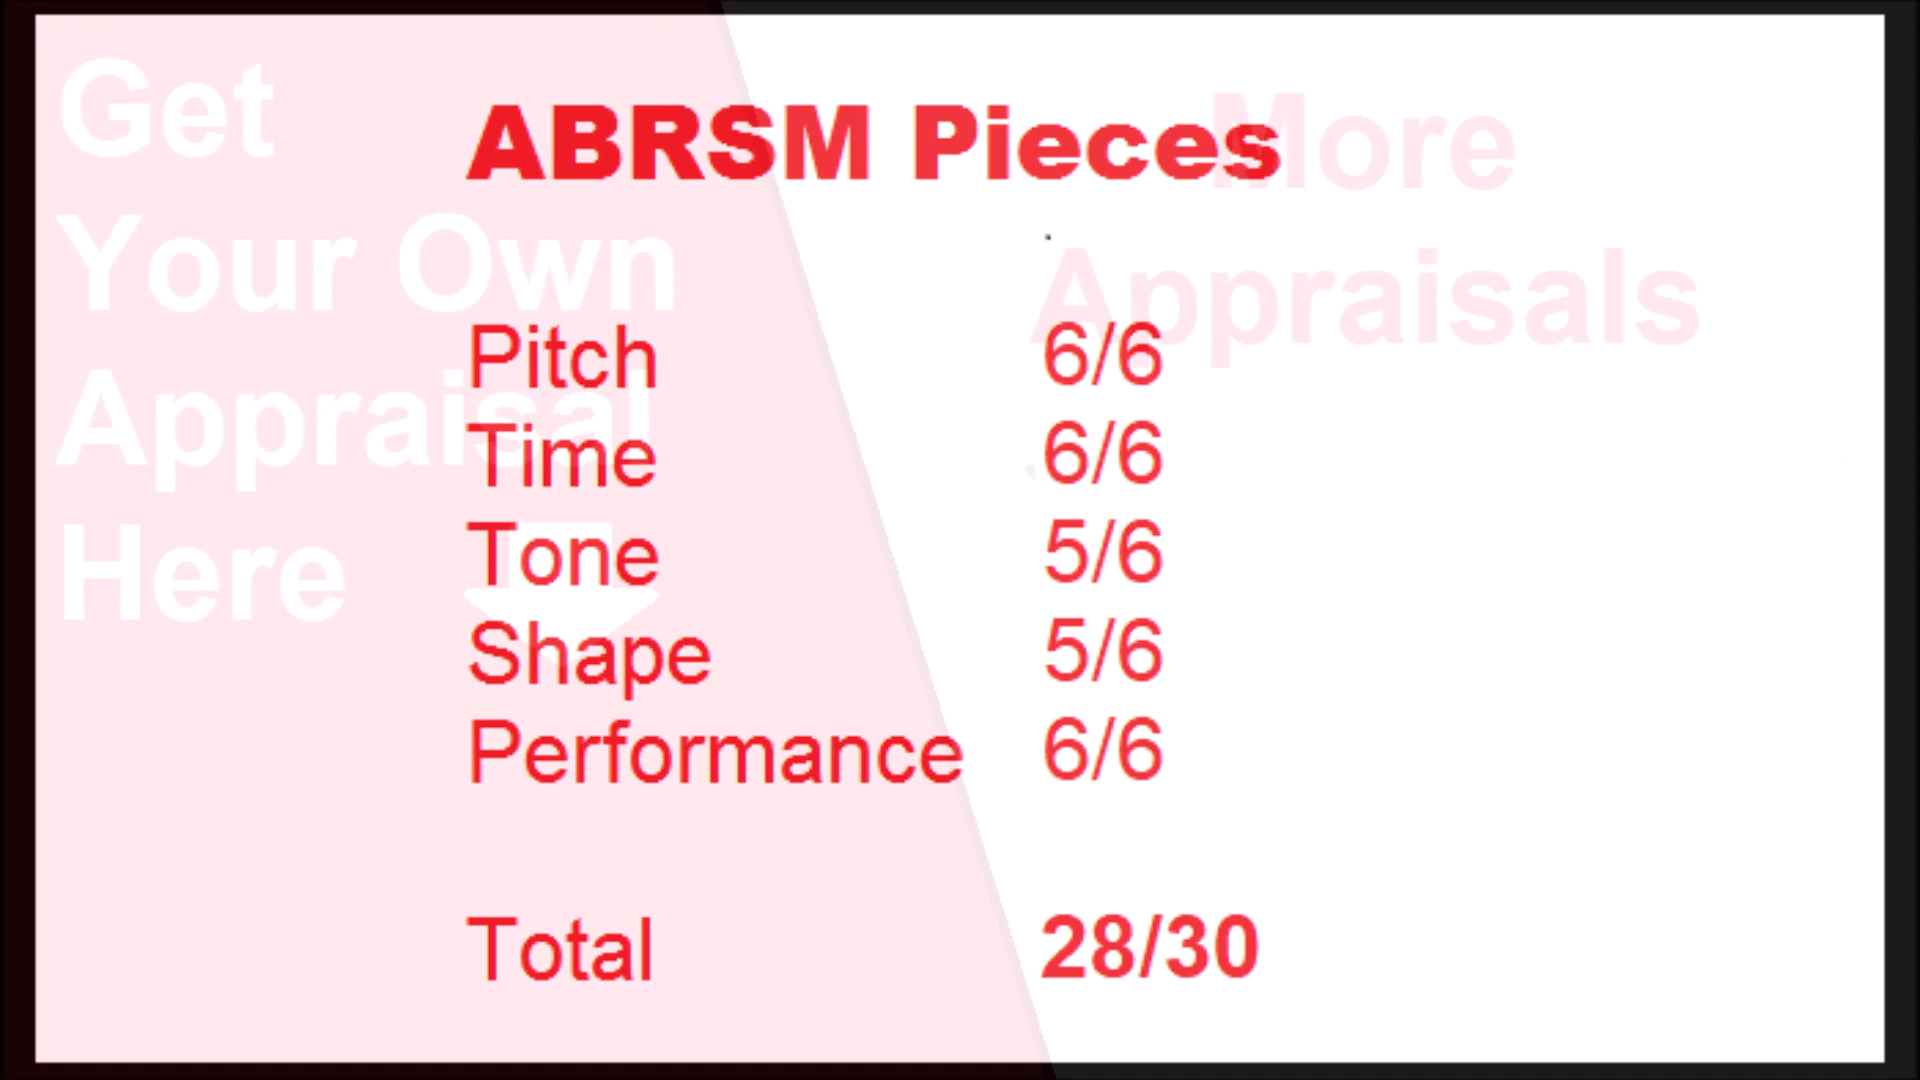 Get
Your Own
Appraisal
Here
More
Appraisals
ABRSM Pieces
Pitch 6/6
Time 6/6
Tone 5/6
Shape 5/6
Performance 6/6
Total 28/30